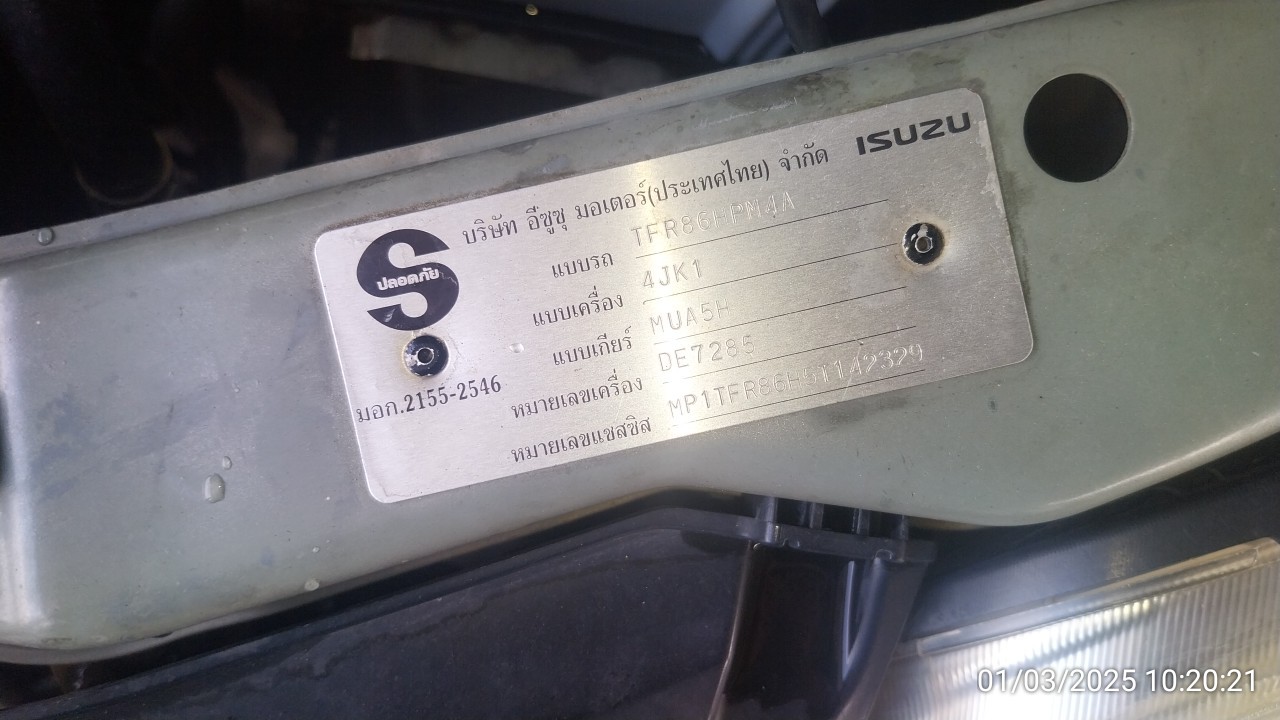 ISUZU
บริษัท อีซูซุ มอเตอร์(ประเทศไทย) จำกัด
ปลอดภัย
แบบรถ TFR86HPM4A
แบบเครื่อง 4JK1
แบบเกียร์ MUA5H
หมายเลขเครื่อง DE7285
หมายเลขแชสซิส MP1TFR86H5T142329
มอก.2155-2546
01/03/2025 10:20:21